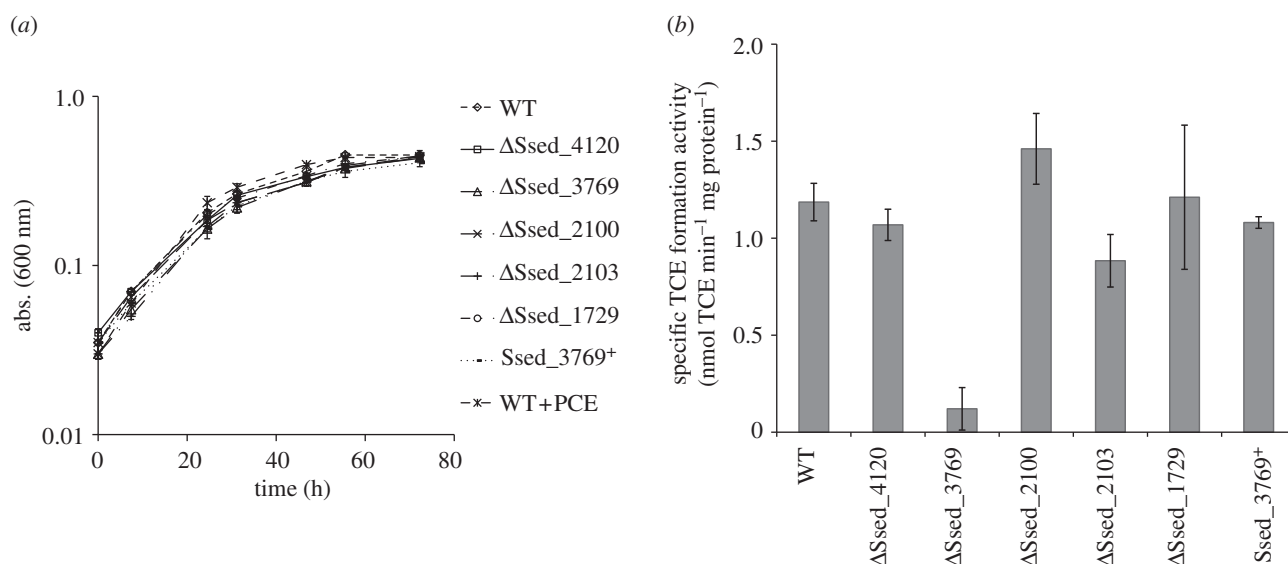 (a)
1.0
0.1
0.01
abs. (600 nm)
0
20
40
60
80
time (h)
WT
ΔSsed_4120
ΔSsed_3769
ΔSsed_2100
ΔSsed_2103
ΔSsed_1729
Ssed_3769⁺
WT+PCE
(b)
2.0
1.5
1.0
0.5
0
specific TCE formation activity
(nmol TCE min⁻¹ mg protein⁻¹)
WT
ΔSsed_4120
ΔSsed_3769
ΔSsed_2100
ΔSsed_2103
ΔSsed_1729
Ssed_3769⁺